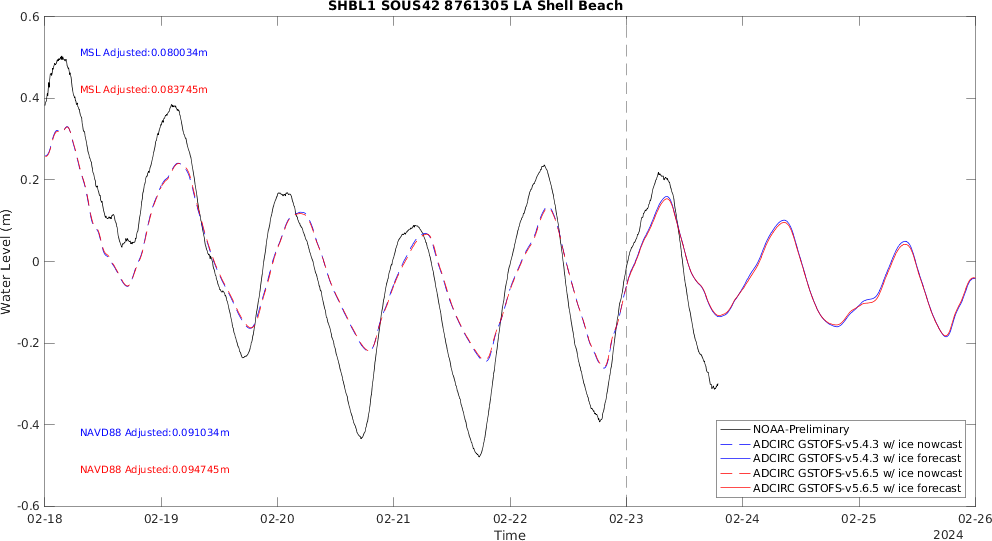 SHBL1 SOUS42 8761305 LA Shell Beach
Water Level (m)
0.6
0.4
0.2
0
-0.2
-0.4
-0.6
MSL Adjusted:0.080034m
MSL Adjusted:0.083745m
NAVD88 Adjusted:0.091034m
NAVD88 Adjusted:0.094745m
NOAA-Preliminary
ADCIRC GSTOFS-v5.4.3 w/ ice nowcast
ADCIRC GSTOFS-v5.4.3 w/ ice forecast
ADCIRC GSTOFS-v5.6.5 w/ ice nowcast
ADCIRC GSTOFS-v5.6.5 w/ ice forecast
02-18 02-19 02-20 02-21 02-22 02-23 02-24 02-25 02-26
Time
2024